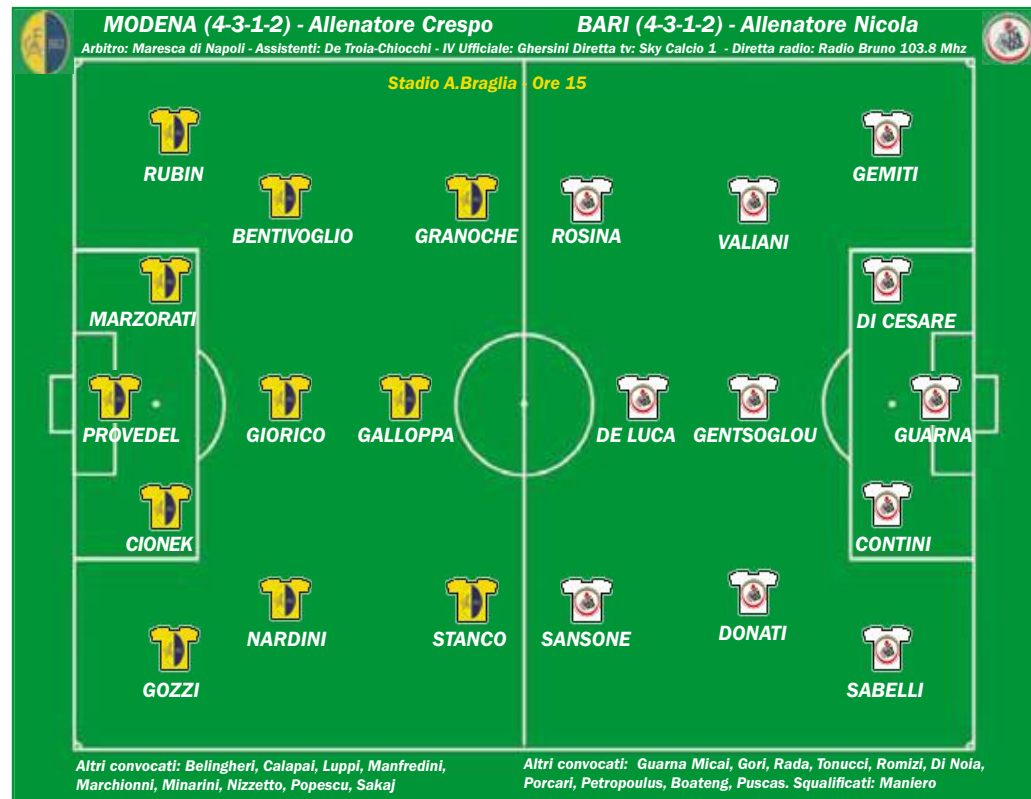 MODENA (4-3-1-2) - Allenatore Crespo
BARI (4-3-1-2) - Allenatore Nicola
Arbitro: Maresca di Napoli - Assistenti: De Troia-Chiocchi - IV Ufficiale: Ghersini Diretta tv: Sky Calcio 1 - Diretta radio: Radio Bruno 103.8 Mhz
Stadio A.Braglia - Ore 15
RUBIN
GEMITI
BENTIVOGLIO
GRANOCHE
ROSINA
VALIANI
MARZORATI
DI CESARE
PROVEDEL
GIORICO
GALLOPPA
DE LUCA
GENTSOGLOU
GUARNA
CIONEK
CONTINI
NARDINI
STANCO
SANSONE
DONATI
GOZZI
SABELLI
Altri convocati: Belingheri, Calapai, Luppi, Manfredini,
Marchionni, Minarini, Nizzetto, Popescu, Sakaj
Altri convocati: Guarna Micai, Gori, Rada, Tonucci, Romizi, Di Noia,
Porcari, Petropoulus, Boateng, Puscas. Squalificati: Maniero